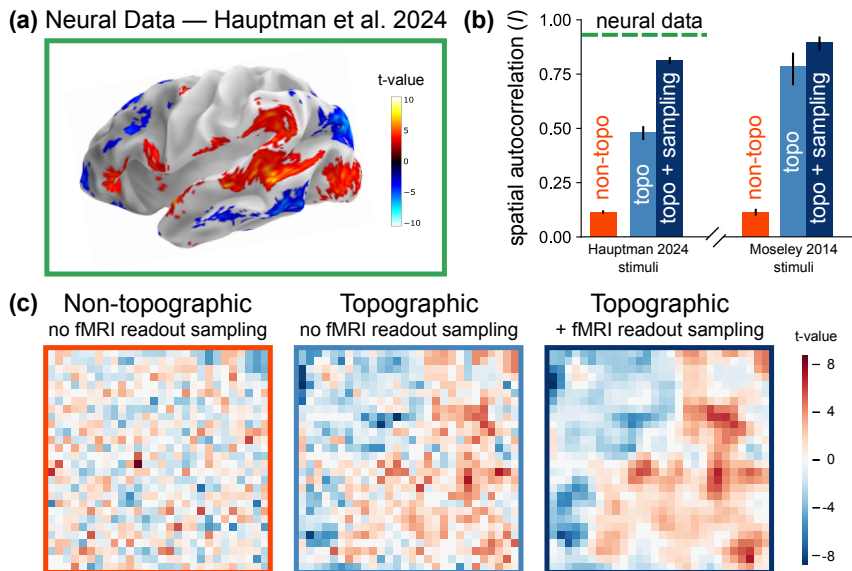 (a) Neural Data — Hauptman et al. 2024
t-value
10
5
0
−5
−10
(b)
spatial autocorrelation (I)
1.00
0.75
0.50
0.25
0.00
neural data
non-topo
topo
topo + sampling
non-topo
topo
topo + sampling
Hauptman 2024
stimuli
Moseley 2014
stimuli
(c)
Non-topographic
no fMRI readout sampling
Topographic
no fMRI readout sampling
Topographic
+ fMRI readout sampling
t-value
8
4
0
−4
−8